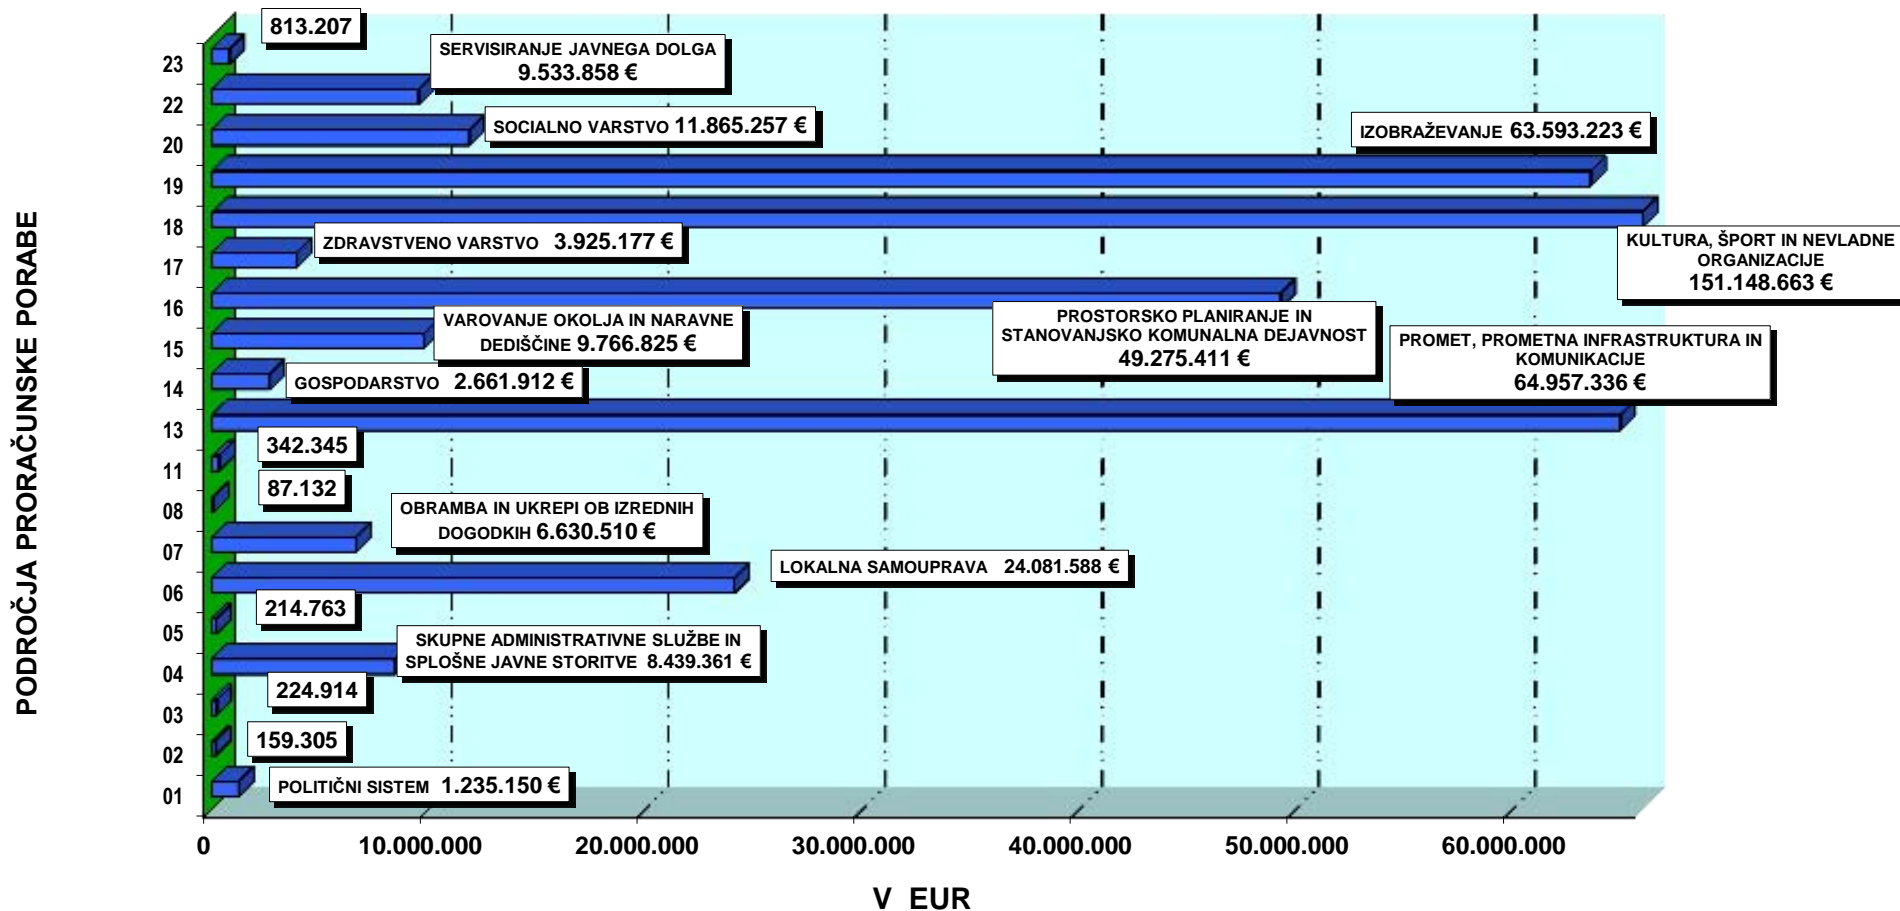 PODROČJA PRORAČUNSKE PORABE
23
813.207
22
SERVISIRANJE JAVNEGA DOLGA
9.533.858 €
20
SOCIALNO VARSTVO 11.865.257 €
19
IZOBRAŽEVANJE 63.593.223 €
18
KULTURA, ŠPORT IN NEVLADNE
ORGANIZACIJE
151.148.663 €
17
ZDRAVSTVENO VARSTVO 3.925.177 €
16
PROSTORSKO PLANIRANJE IN
STANOVANJSKO KOMUNALNA DEJAVNOST
49.275.411 €
15
VAROVANJE OKOLJA IN NARAVNE
DEDIŠČINE 9.766.825 €
14
GOSPODARSTVO 2.661.912 €
13
PROMET, PROMETNA INFRASTRUKTURA IN
KOMUNIKACIJE
64.957.336 €
11
342.345
08
87.132
07
OBRAMBA IN UKREPI OB IZREDNIH
DOGODKIH 6.630.510 €
06
LOKALNA SAMOUPRAVA 24.081.588 €
05
214.763
04
SKUPNE ADMINISTRATIVNE SLUŽBE IN
SPLOŠNE JAVNE STORITVE 8.439.361 €
03
224.914
02
159.305
01
POLITIČNI SISTEM 1.235.150 €
0 10.000.000 20.000.000 30.000.000 40.000.000 50.000.000 60.000.000
V EUR